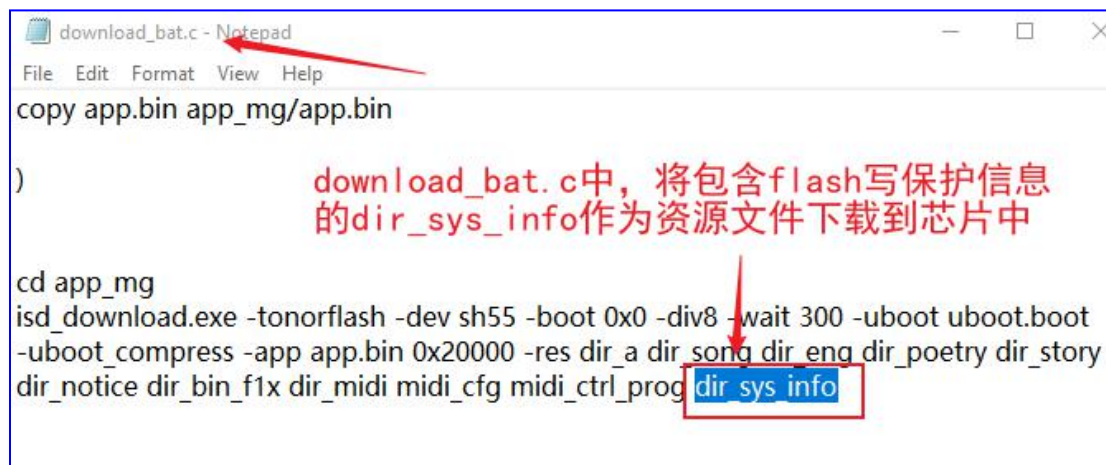 download_bat.c - Notepad
File Edit Format View Help
copy app.bin app_mg/app.bin
)
download_bat.c中，将包含flash写保护信息
的dir_sys_info作为资源文件下载到芯片中
cd app_mg
isd_download.exe -tonorflash -dev sh55 -boot 0x0 -div8 -wait 300 -uboot uboot.boot
-uboot_compress -app app.bin 0x20000 -res dir_a dir_song dir_eng dir_poetry dir_story
dir_notice dir_bin_f1x dir_midi midi_cfg midi_ctrl_prog dir_sys_info